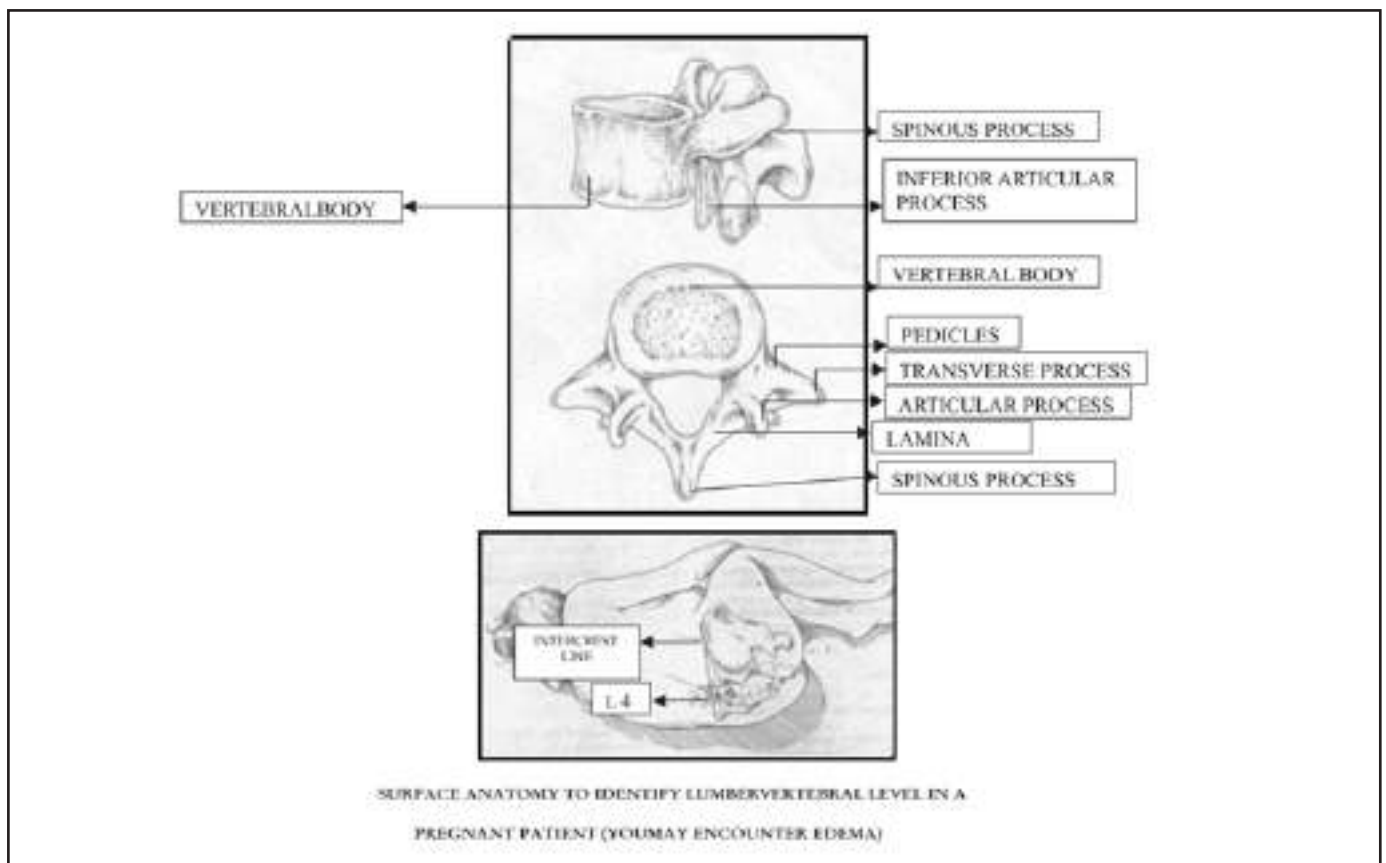 SPINOUS PROCESS
INFERIOR ARTICULAR
PROCESS
VERTEBRALBODY
VERTEBRAL BODY
PEDICLES
TRANSVERSE PROCESS
ARTICULAR PROCESS
LAMINA
SPINOUS PROCESS
INTERCREST
LINE
L4
SURFACE ANATOMY TO IDENTIFY LUMBERVERTEBRAL LEVEL IN A
PREGNANT PATIENT (YOUMAY ENCOUNTER EDEMA)